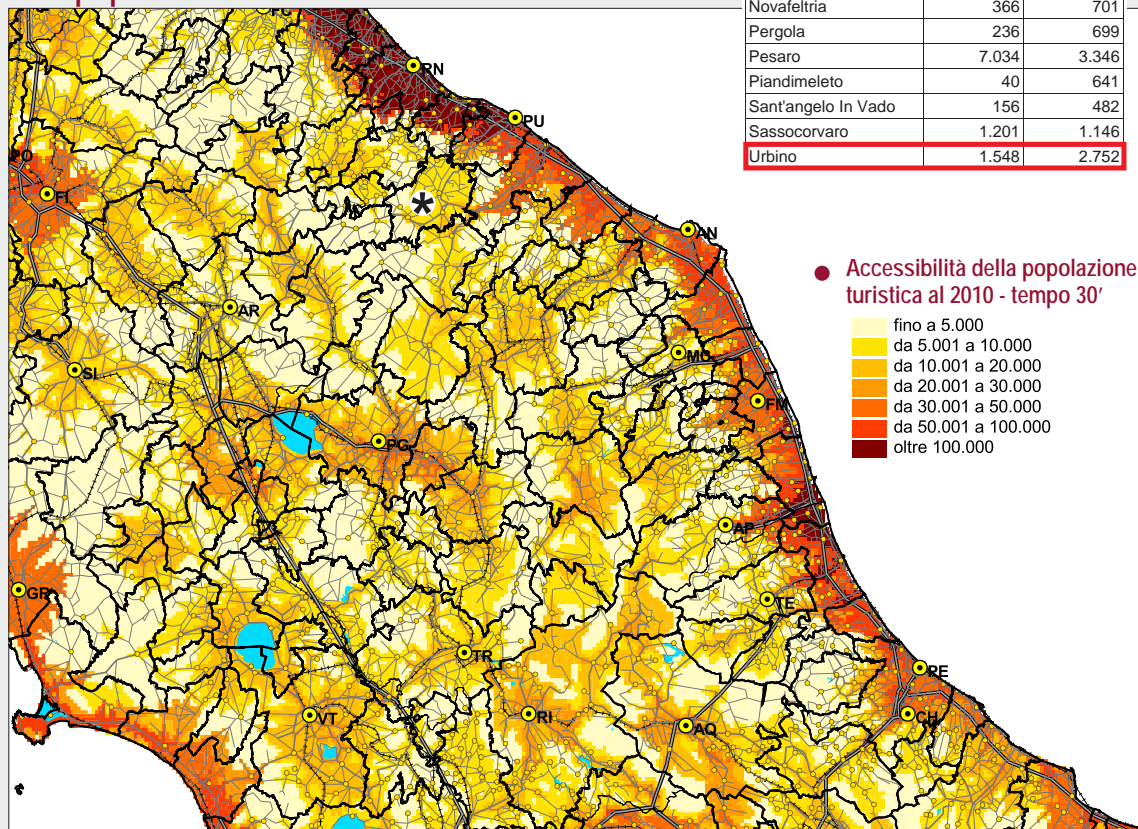 Novafeltria 366 701
Pergola 236 699
Pesaro 7.034 3.346
Piandimeleto 40 641
Sant'angelo In Vado 156 482
Sassocorvaro 1.201 1.146
Urbino 1.548 2.752
RN
PU
FI
*
AN
Accessibilità della popolazione
turistica al 2010 - tempo 30'
AR
fino a 5.000
da 5.001 a 10.000
da 10.001 a 20.000
da 20.001 a 30.000
da 30.001 a 50.000
da 50.001 a 100.000
oltre 100.000
MC
SI
FM
PG
AP
GR
TE
TR
PE
VT
RI
AQ
CH